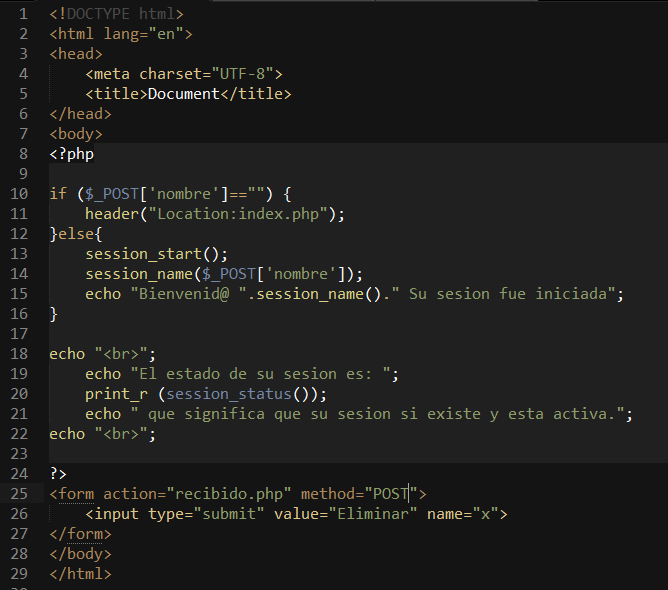 1 <!DOCTYPE html>
2 <html lang="en">
3 <head>
4     <meta charset="UTF-8">
5     <title>Document</title>
6 </head>
7 <body>
8 <?php
9
10 if ($_POST['nombre']=="") {
11     header("Location:index.php");
12 }else{
13     session_start();
14     session_name($_POST['nombre']);
15     echo "Bienvenid@ ".session_name()." Su sesion fue iniciada";
16 }
17
18 echo "<br>";
19     echo "El estado de su sesion es: ";
20     print_r (session_status());
21     echo " que significa que su sesion si existe y esta activa.";
22 echo "<br>";
23
24 ?>
25 <form action="recibido.php" method="POST">
26     <input type="submit" value="Eliminar" name="x">
27 </form>
28 </body>
29 </html>